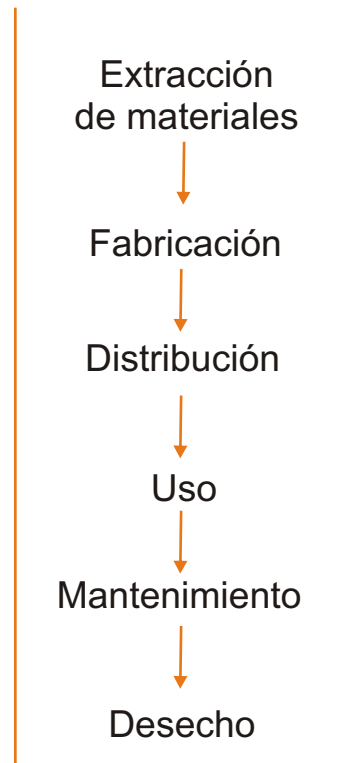 Extracción
de materiales
Fabricación
Distribución
Uso
Mantenimiento
Desecho